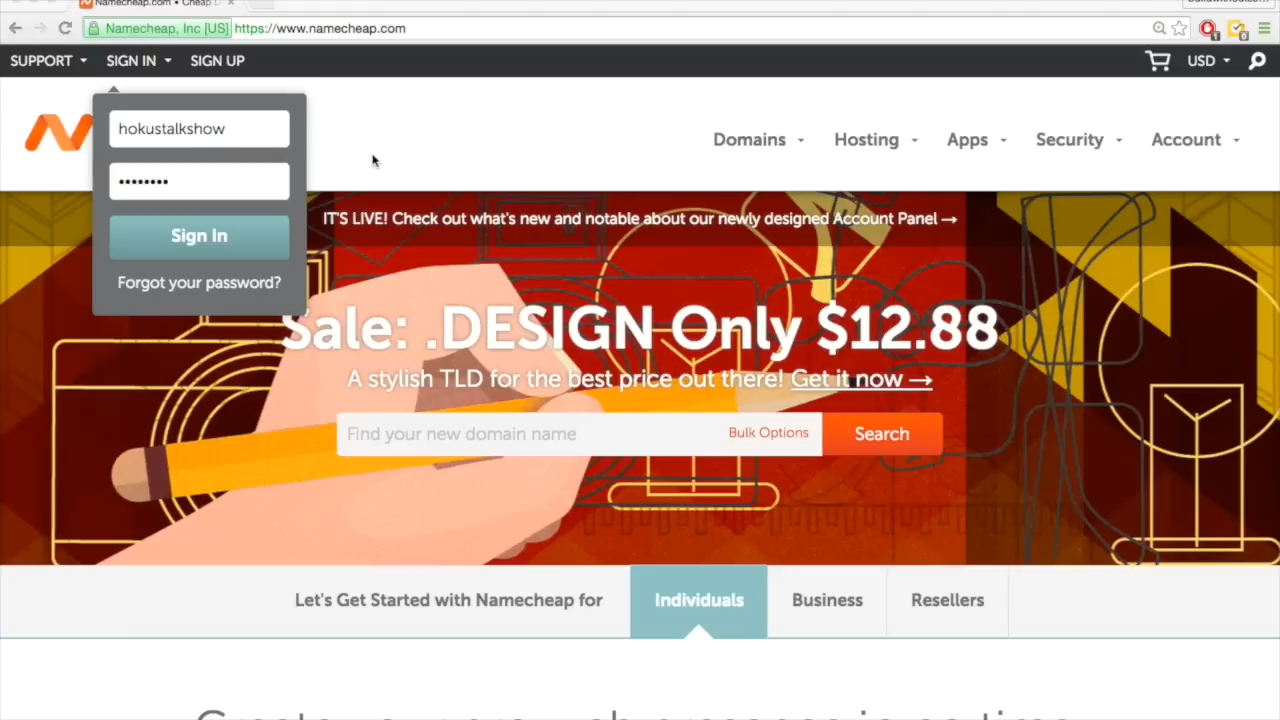 Namecheap.com • Cheap
Namecheap, Inc [US] https://www.namecheap.com
SUPPORT SIGN IN SIGN UP USD
hokustalkshow
••••••••
Sign In
Forgot your password?
Domains Hosting Apps Security Account
IT'S LIVE! Check out what's new and notable about our newly designed Account Panel →
Sale: .DESIGN Only $12.88
A stylish TLD for the best price out there! Get it now →
Find your new domain name Bulk Options Search
Let's Get Started with Namecheap for Individuals Business Resellers